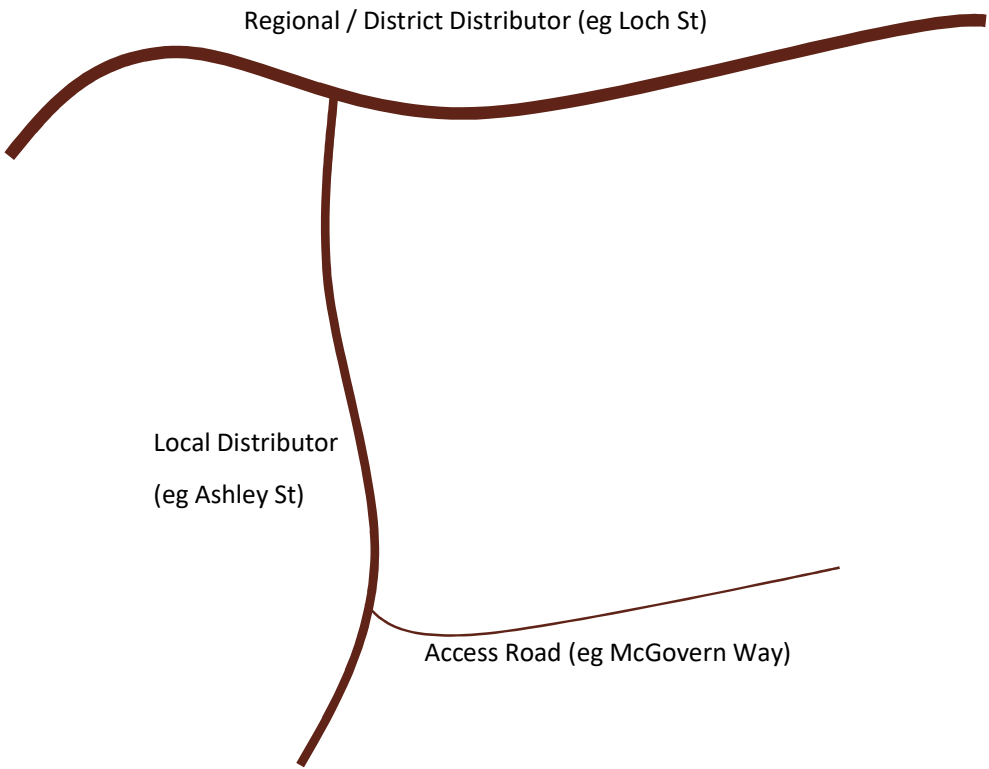 Regional / District Distributor (eg Loch St)
Local Distributor
(eg Ashley St)
Access Road (eg McGovern Way)